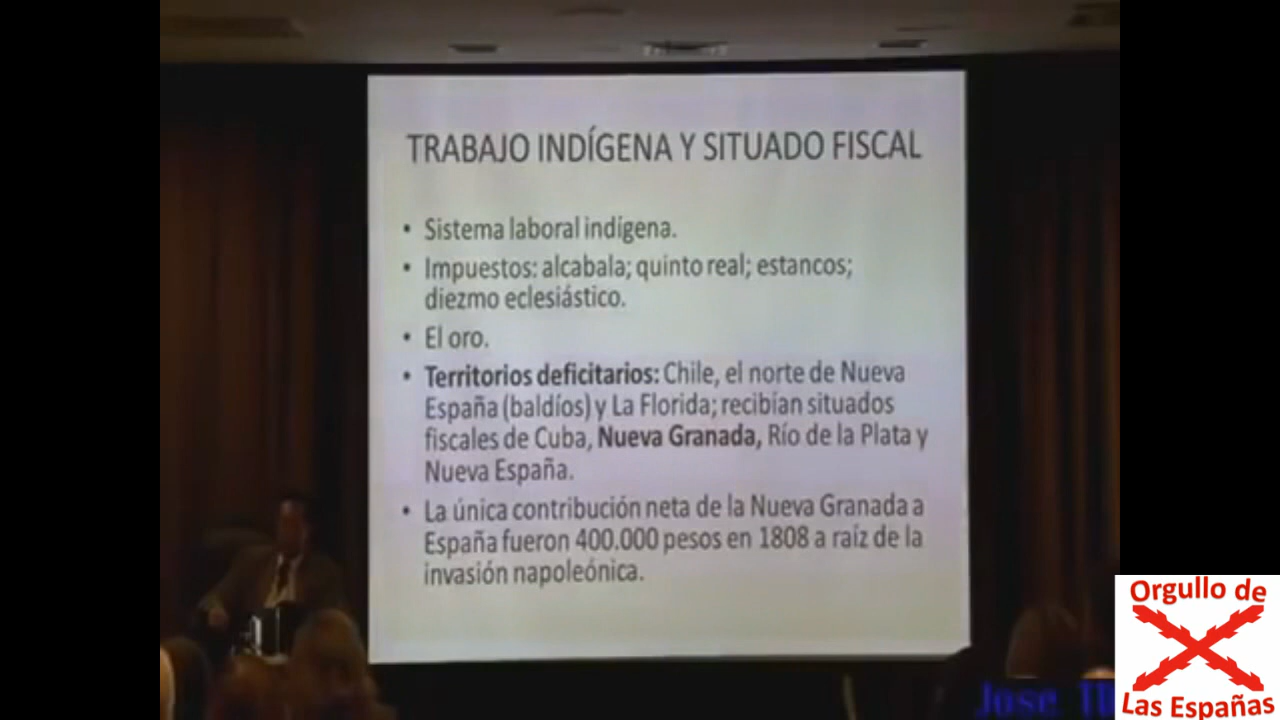 TRABAJO INDÍGENA Y SITUADO FISCAL
• Sistema laboral indígena.
• Impuestos: alcabala; quinto real; estancos;
diezmo eclesiástico.
• El oro.
• Territorios deficitarios: Chile, el norte de Nueva
España (baldíos) y La Florida; recibían situados
fiscales de Cuba, Nueva Granada, Río de la Plata y
Nueva España.
• La única contribución neta de la Nueva Granada a
España fueron 400.000 pesos en 1808 a raíz de la
invasión napoleónica.
Orgullo de
Las Españas
Jose